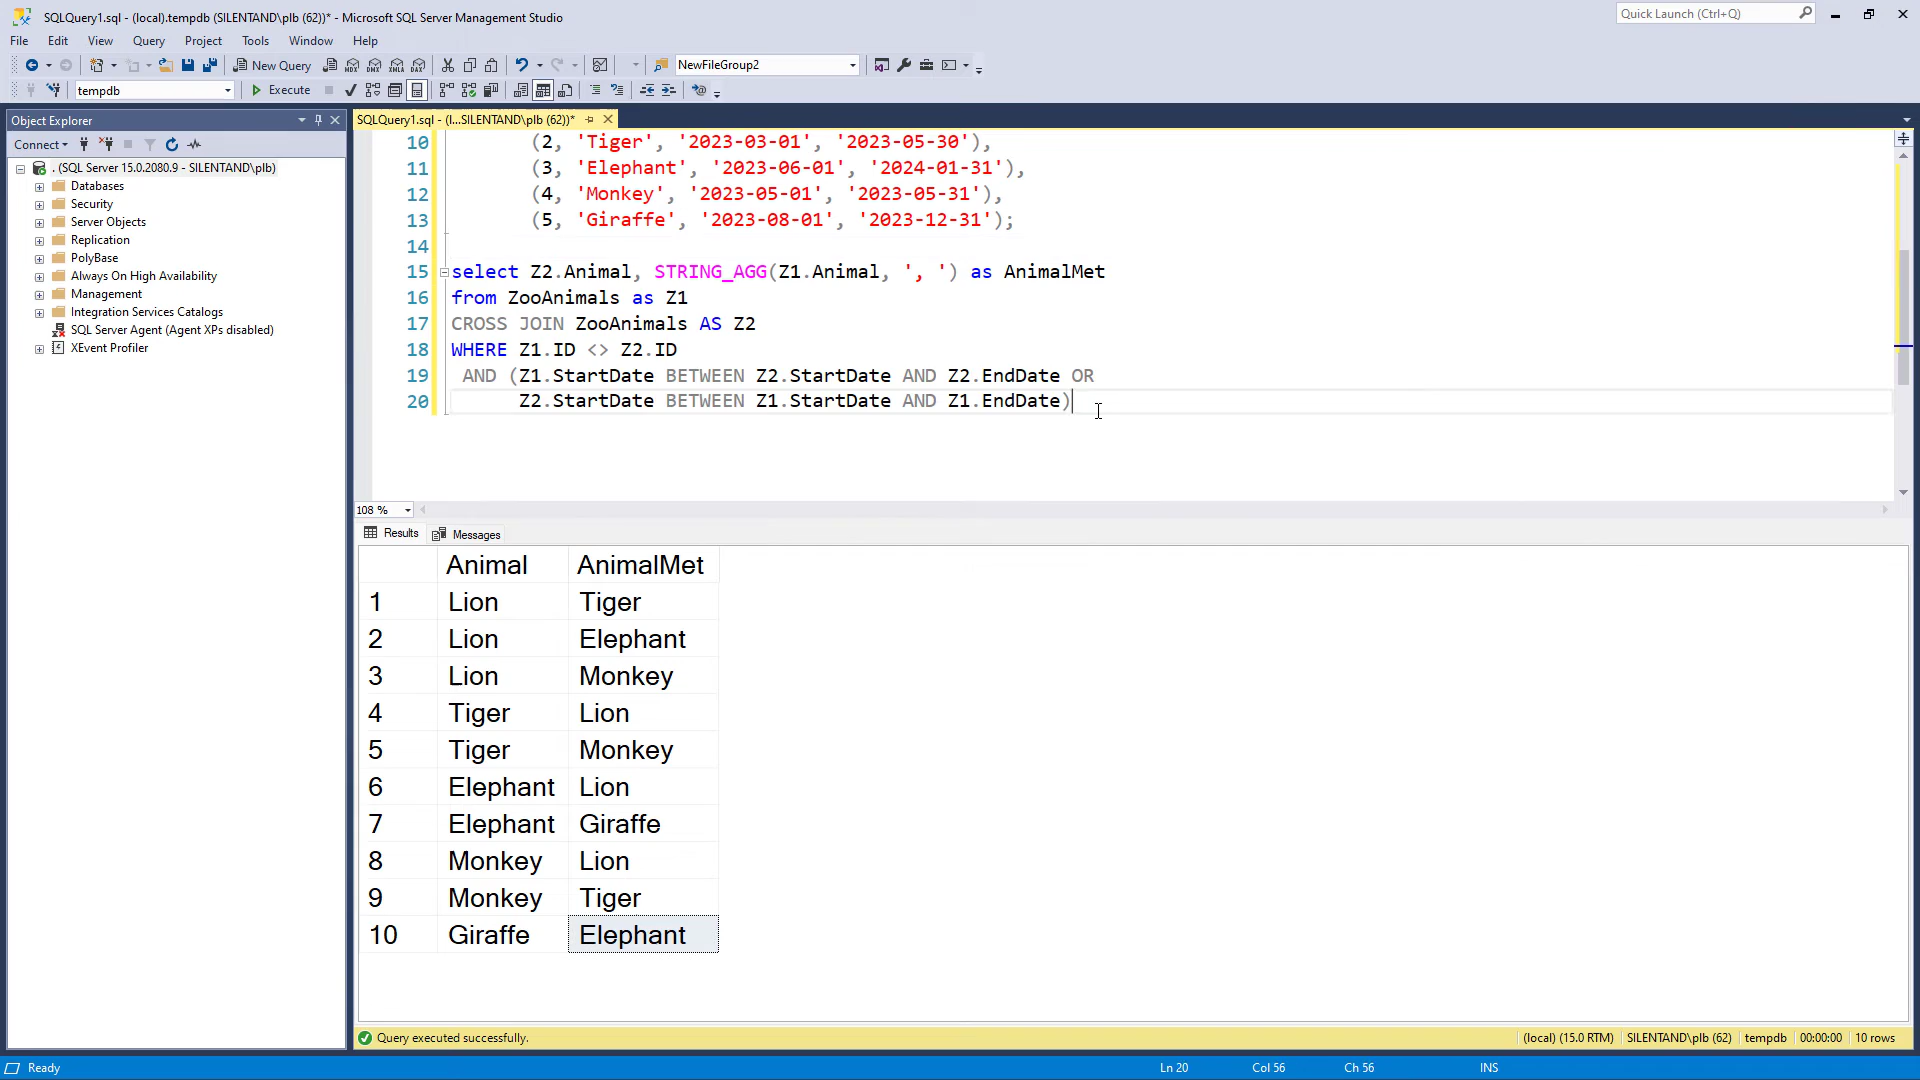 SQLQuery1.sql - (local).tempdb (SILENTAND\plb (62))* - Microsoft SQL Server Management Studio
Quick Launch (Ctrl+Q)
File Edit View Query Project Tools Window Help
New Query MDX DMX XMLA DAX NewFileGroup2
tempdb Execute
Object Explorer
SQLQuery1.sql - (l...SILENTAND\plb (62))*
Connect
. (SQL Server 15.0.2080.9 - SILENTAND\plb)
Databases
Security
Server Objects
Replication
PolyBase
Always On High Availability
Management
Integration Services Catalogs
SQL Server Agent (Agent XPs disabled)
XEvent Profiler
10 (2, 'Tiger', '2023-03-01', '2023-05-30'),
11 (3, 'Elephant', '2023-06-01', '2024-01-31'),
12 (4, 'Monkey', '2023-05-01', '2023-05-31'),
13 (5, 'Giraffe', '2023-08-01', '2023-12-31');
14
15 select Z2.Animal, STRING_AGG(Z1.Animal, ', ') as AnimalMet
16 from ZooAnimals as Z1
17 CROSS JOIN ZooAnimals AS Z2
18 WHERE Z1.ID <> Z2.ID
19 AND (Z1.StartDate BETWEEN Z2.StartDate AND Z2.EndDate OR
20 Z2.StartDate BETWEEN Z1.StartDate AND Z1.EndDate)
108 %
Results Messages
Animal AnimalMet
1 Lion Tiger
2 Lion Elephant
3 Lion Monkey
4 Tiger Lion
5 Tiger Monkey
6 Elephant Lion
7 Elephant Giraffe
8 Monkey Lion
9 Monkey Tiger
10 Giraffe Elephant
Query executed successfully.
(local) (15.0 RTM) SILENTAND\plb (62) tempdb 00:00:00 10 rows
Ready Ln 20 Col 56 Ch 56 INS